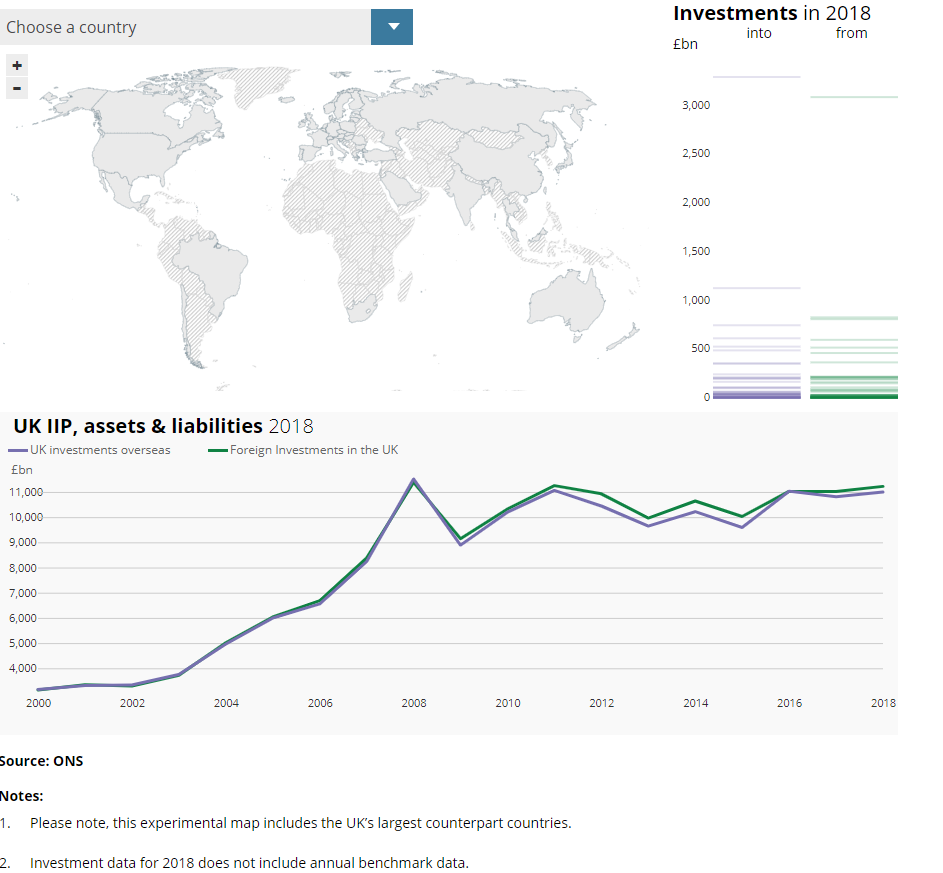 Choose a country
+
-
Investments in 2018
into from
£bn
3,000
2,500
2,000
1,500
1,000
500
0
UK IIP, assets & liabilities 2018
UK investments overseas Foreign Investments in the UK
£bn
11,000
10,000
9,000
8,000
7,000
6,000
5,000
4,000
2000 2002 2004 2006 2008 2010 2012 2014 2016 2018
Source: ONS
Notes:
1. Please note, this experimental map includes the UK's largest counterpart countries.
2. Investment data for 2018 does not include annual benchmark data.